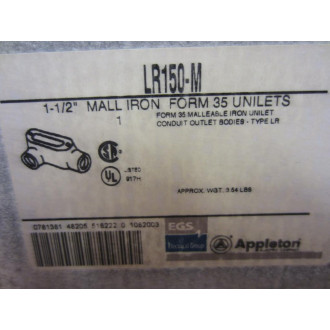 LR150-M
1-1/2" MALL IRON FORM 35 UNILETS
1
FORM 35 MALLEABLE IRON UNILET
CONDUIT OUTLET BODIES - TYPE LR
LISTED
UL
APPROX. WGT. 3.54 LBS
EGS
Appleton